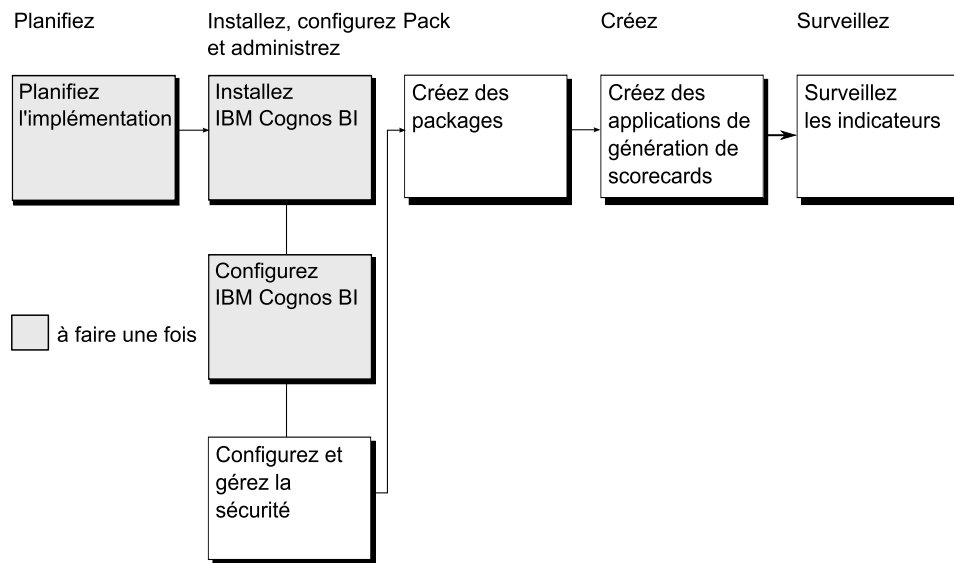 Planifiez
Installez, configurez
et administrez
Pack
Créez
Surveillez
Planifiez
l'implémentation
Installez
IBM Cognos BI
Créez des
packages
Créez des
applications de
génération de
scorecards
Surveillez
les indicateurs
Configurez
IBM Cognos BI
à faire une fois
Configurez et
gérez la
sécurité